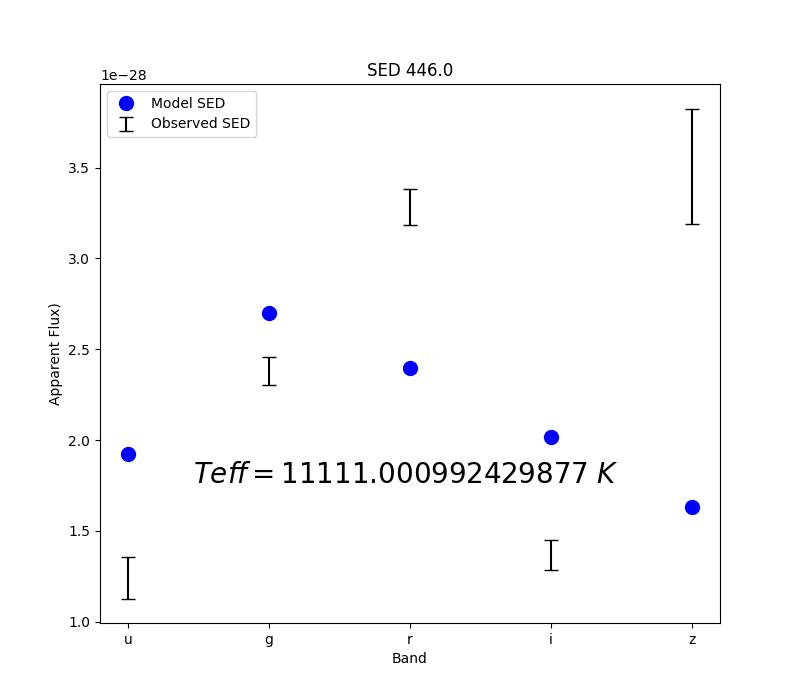 SED 446.0
1e−28
Model SED
Observed SED
3.5
3.0
2.5
2.0
1.5
1.0
Apparent Flux)
Teff = 11111.000992429877 K
u g r i z
Band